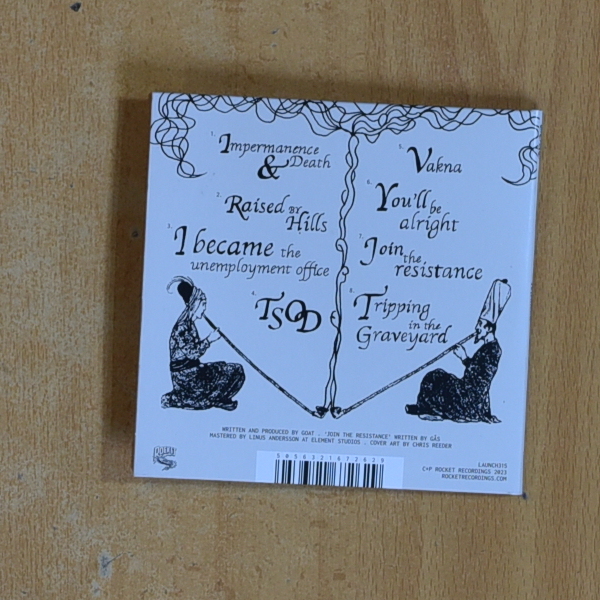 1. Impermanence
& Death
2. Raised BY
Hills
3. I became the
unemployment office
4. TSOD
5. Vakna
6. You'll be
alright
7. Join
the
resistance
8. Tripping
in the
Graveyard
WRITTEN AND PRODUCED BY GOAT . 'JOIN THE RESISTANCE' WRITTEN BY GÅS
MASTERED BY LINUS ANDERSSON AT ELEMENT STUDIOS . COVER ART BY CHRIS REEDER
ROCKET
LAUNCH315
C+P ROCKET RECORDINGS 2023
ROCKETRECORDINGS.COM